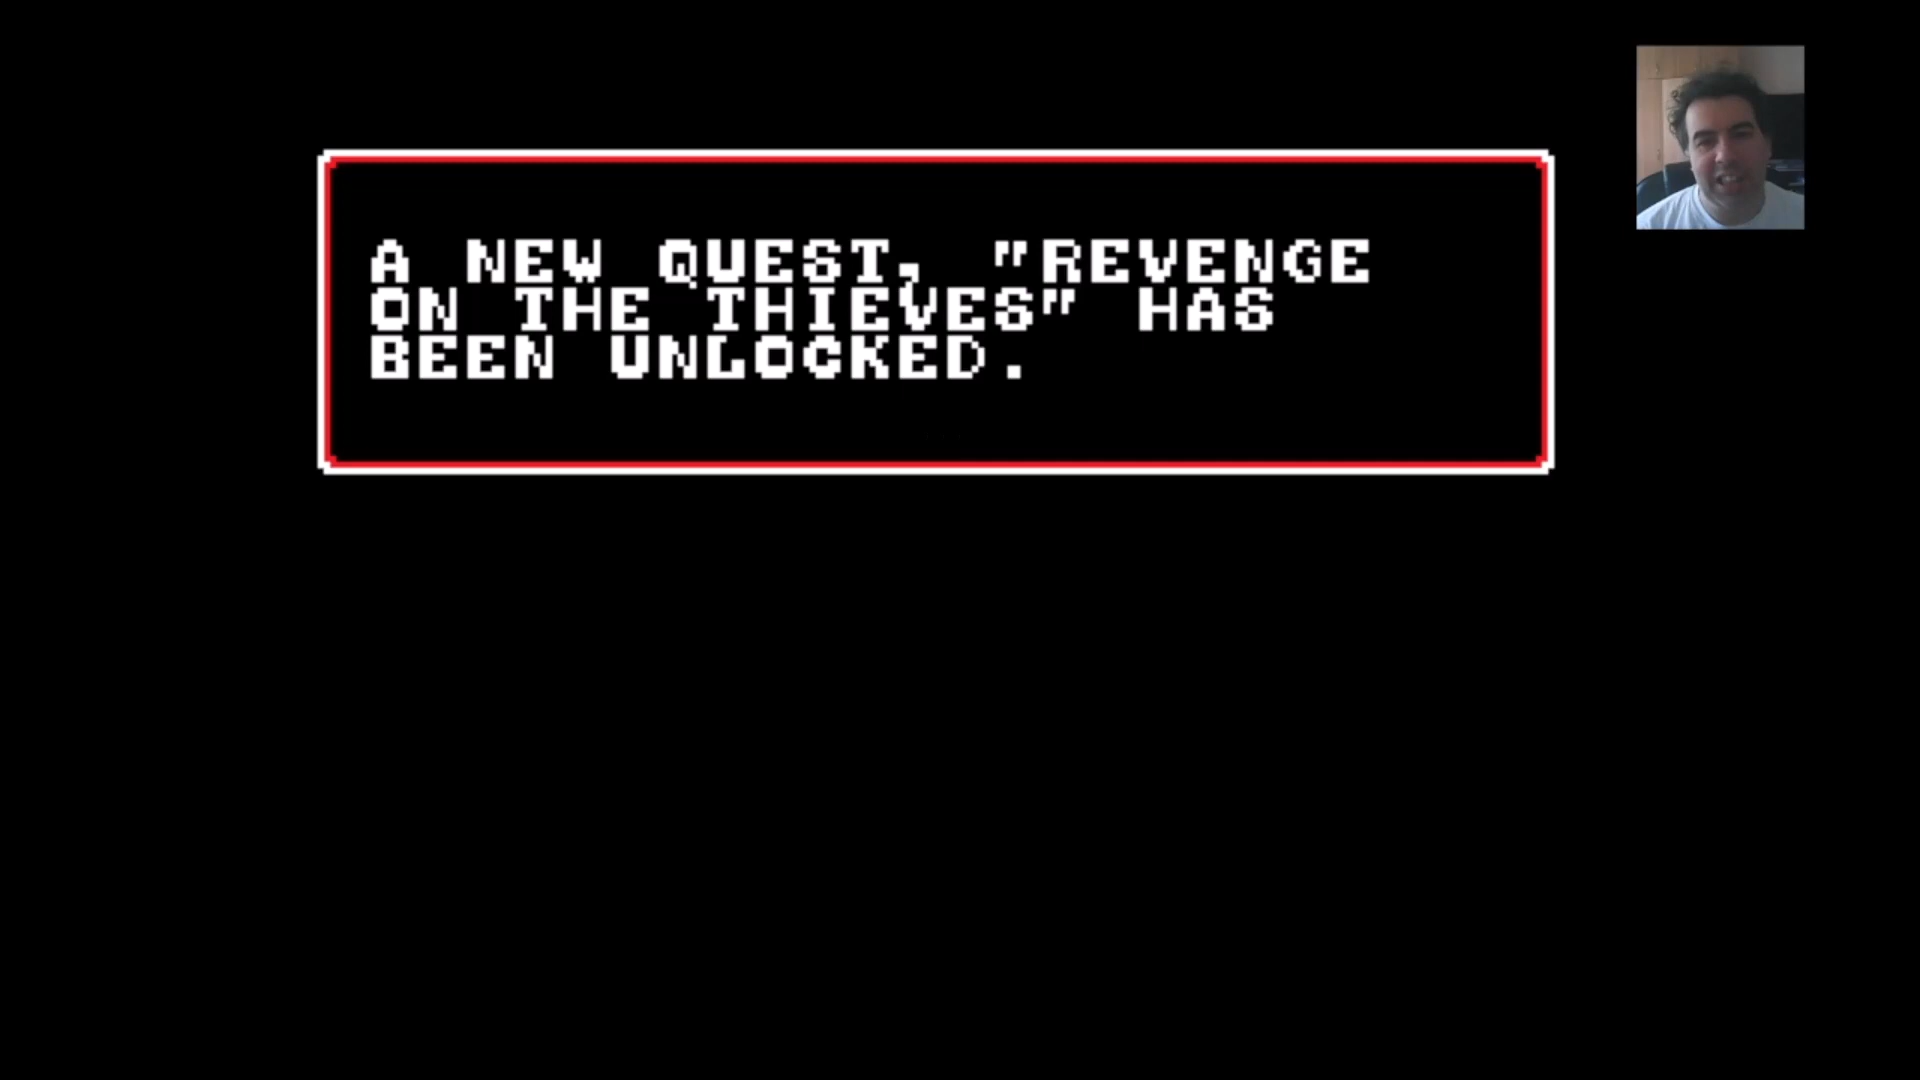 A NEW QUEST, "REVENGE
ON THE THIEVES" HAS
BEEN UNLOCKED.